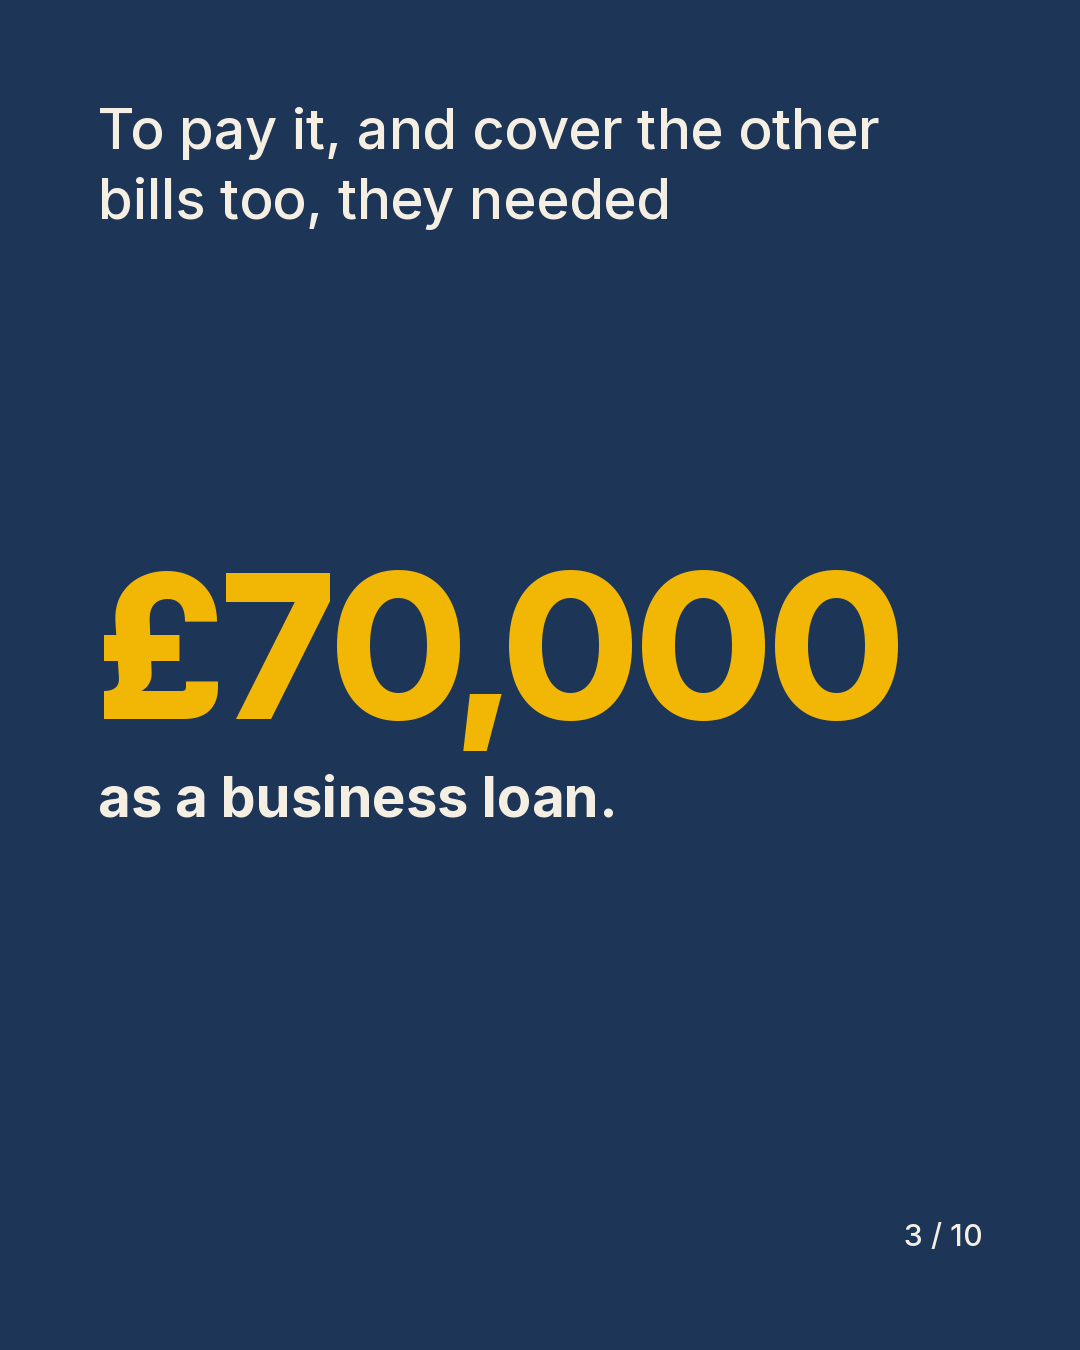 To pay it, and cover the other
bills too, they needed
£70,000
as a business loan.
3 / 10